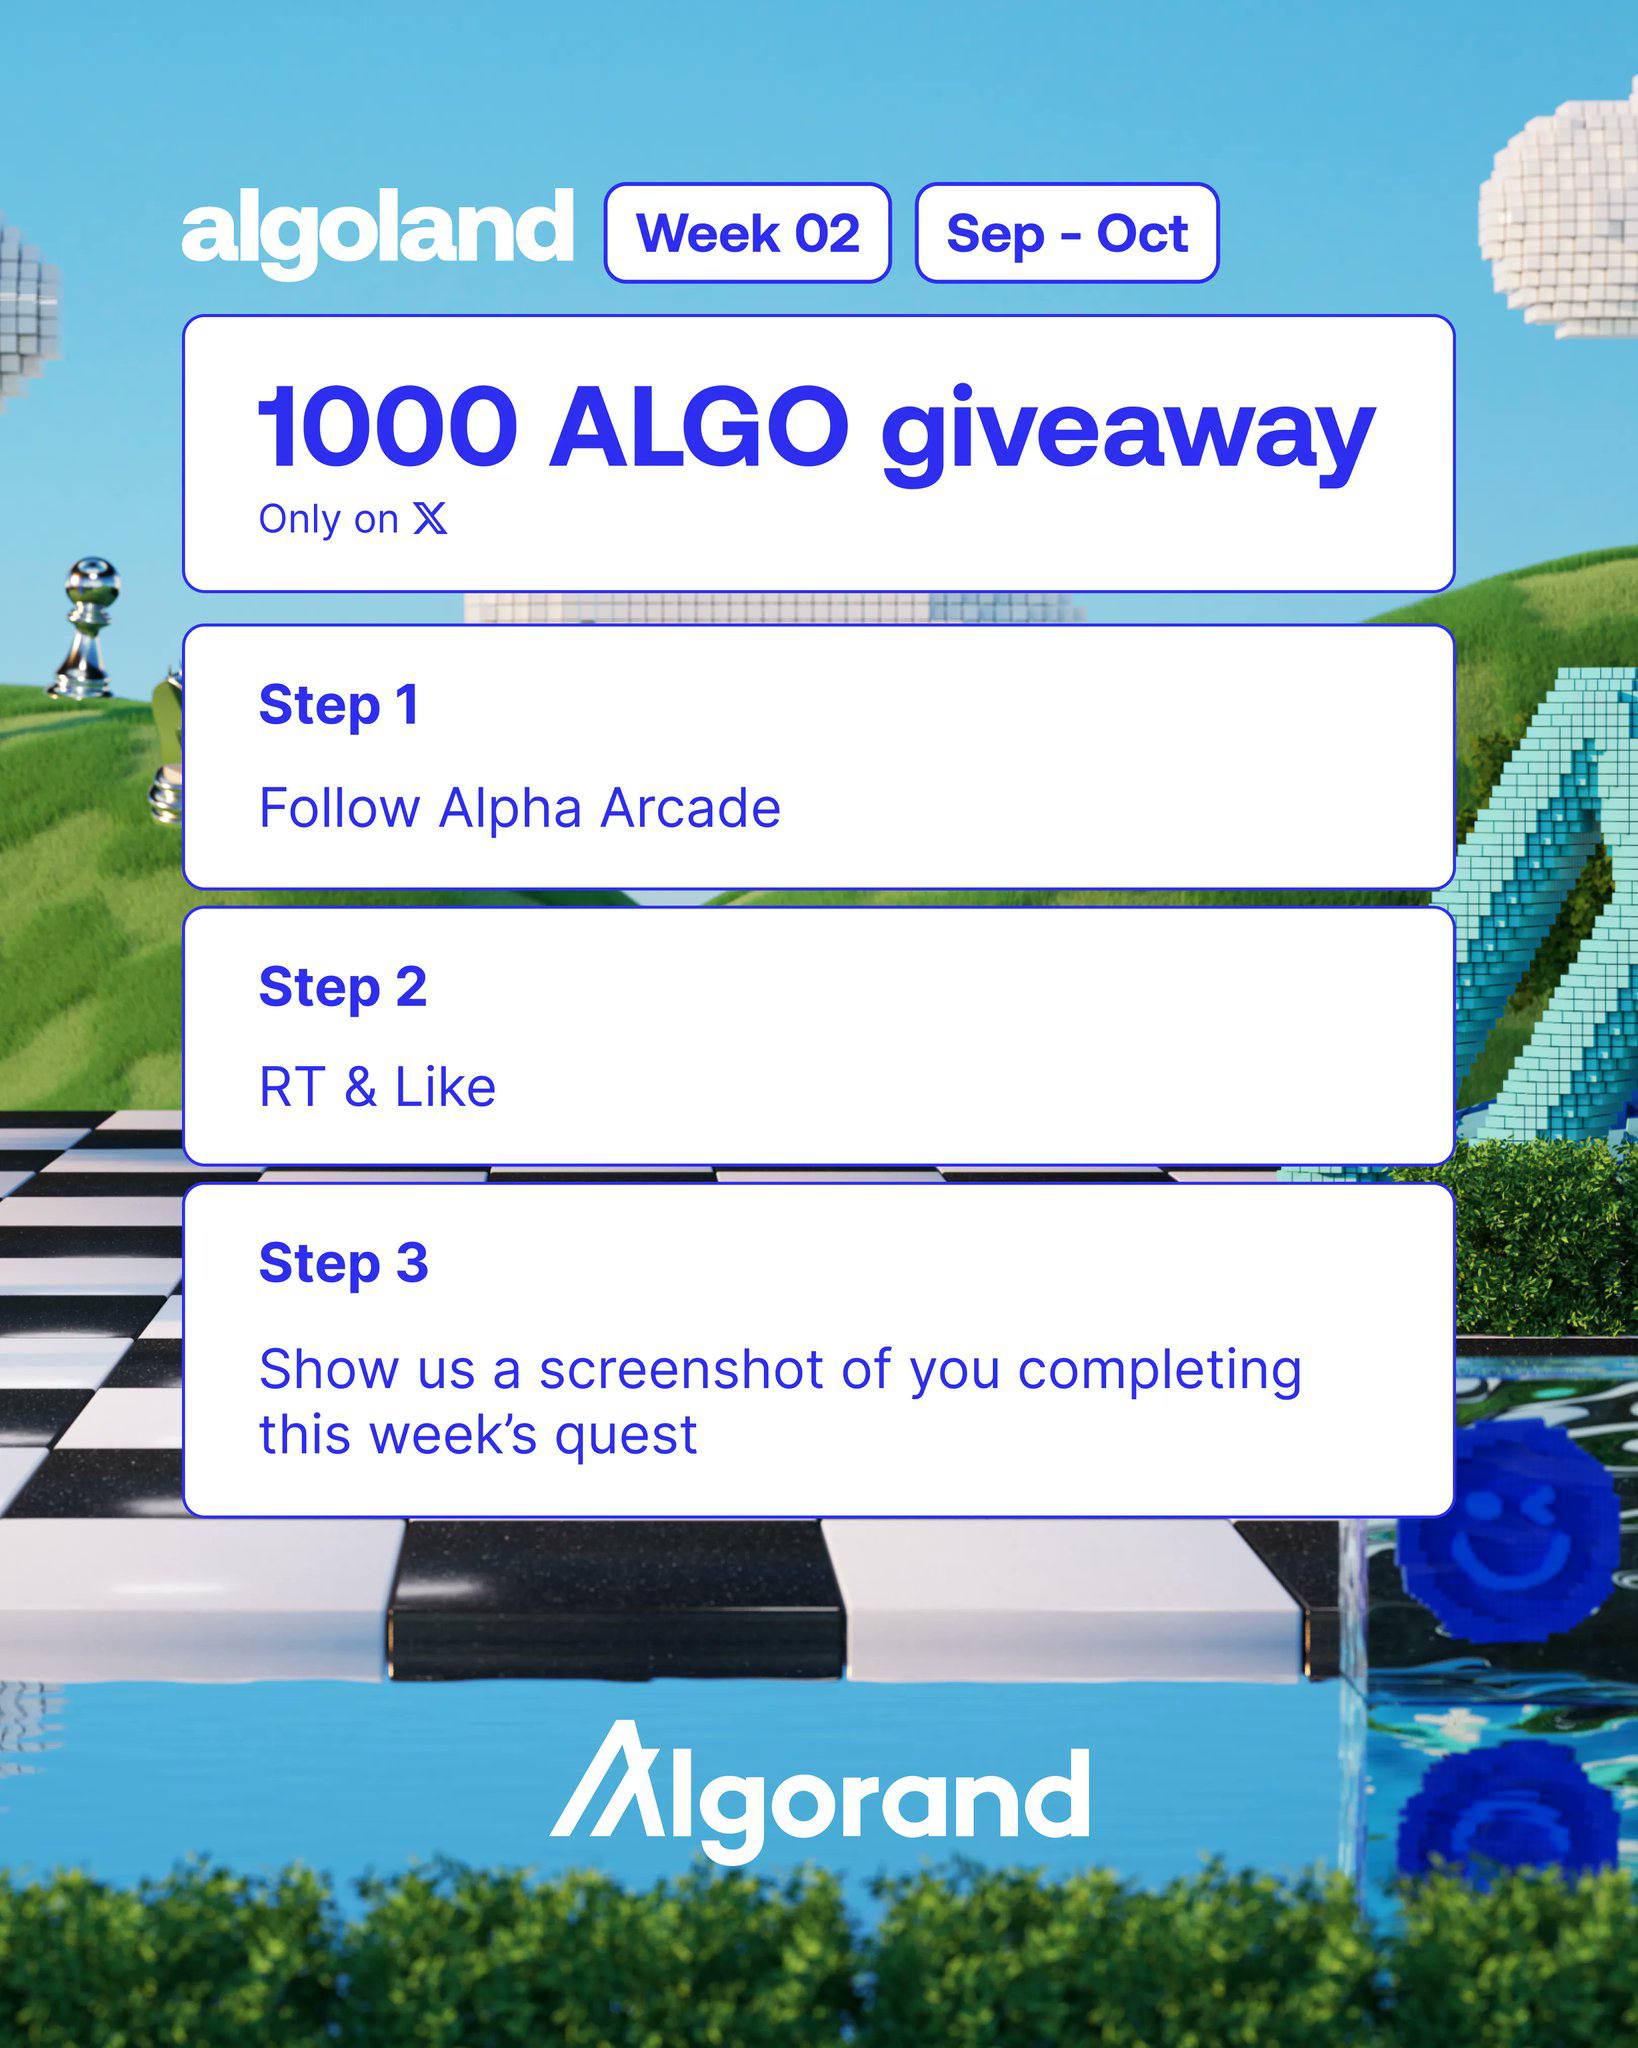 algoland
Week 02
Sep - Oct
1000 ALGO giveaway
Only on 𝕏
Step 1
Follow Alpha Arcade
Step 2
RT & Like
Step 3
Show us a screenshot of you completing
this week’s quest
Algorand